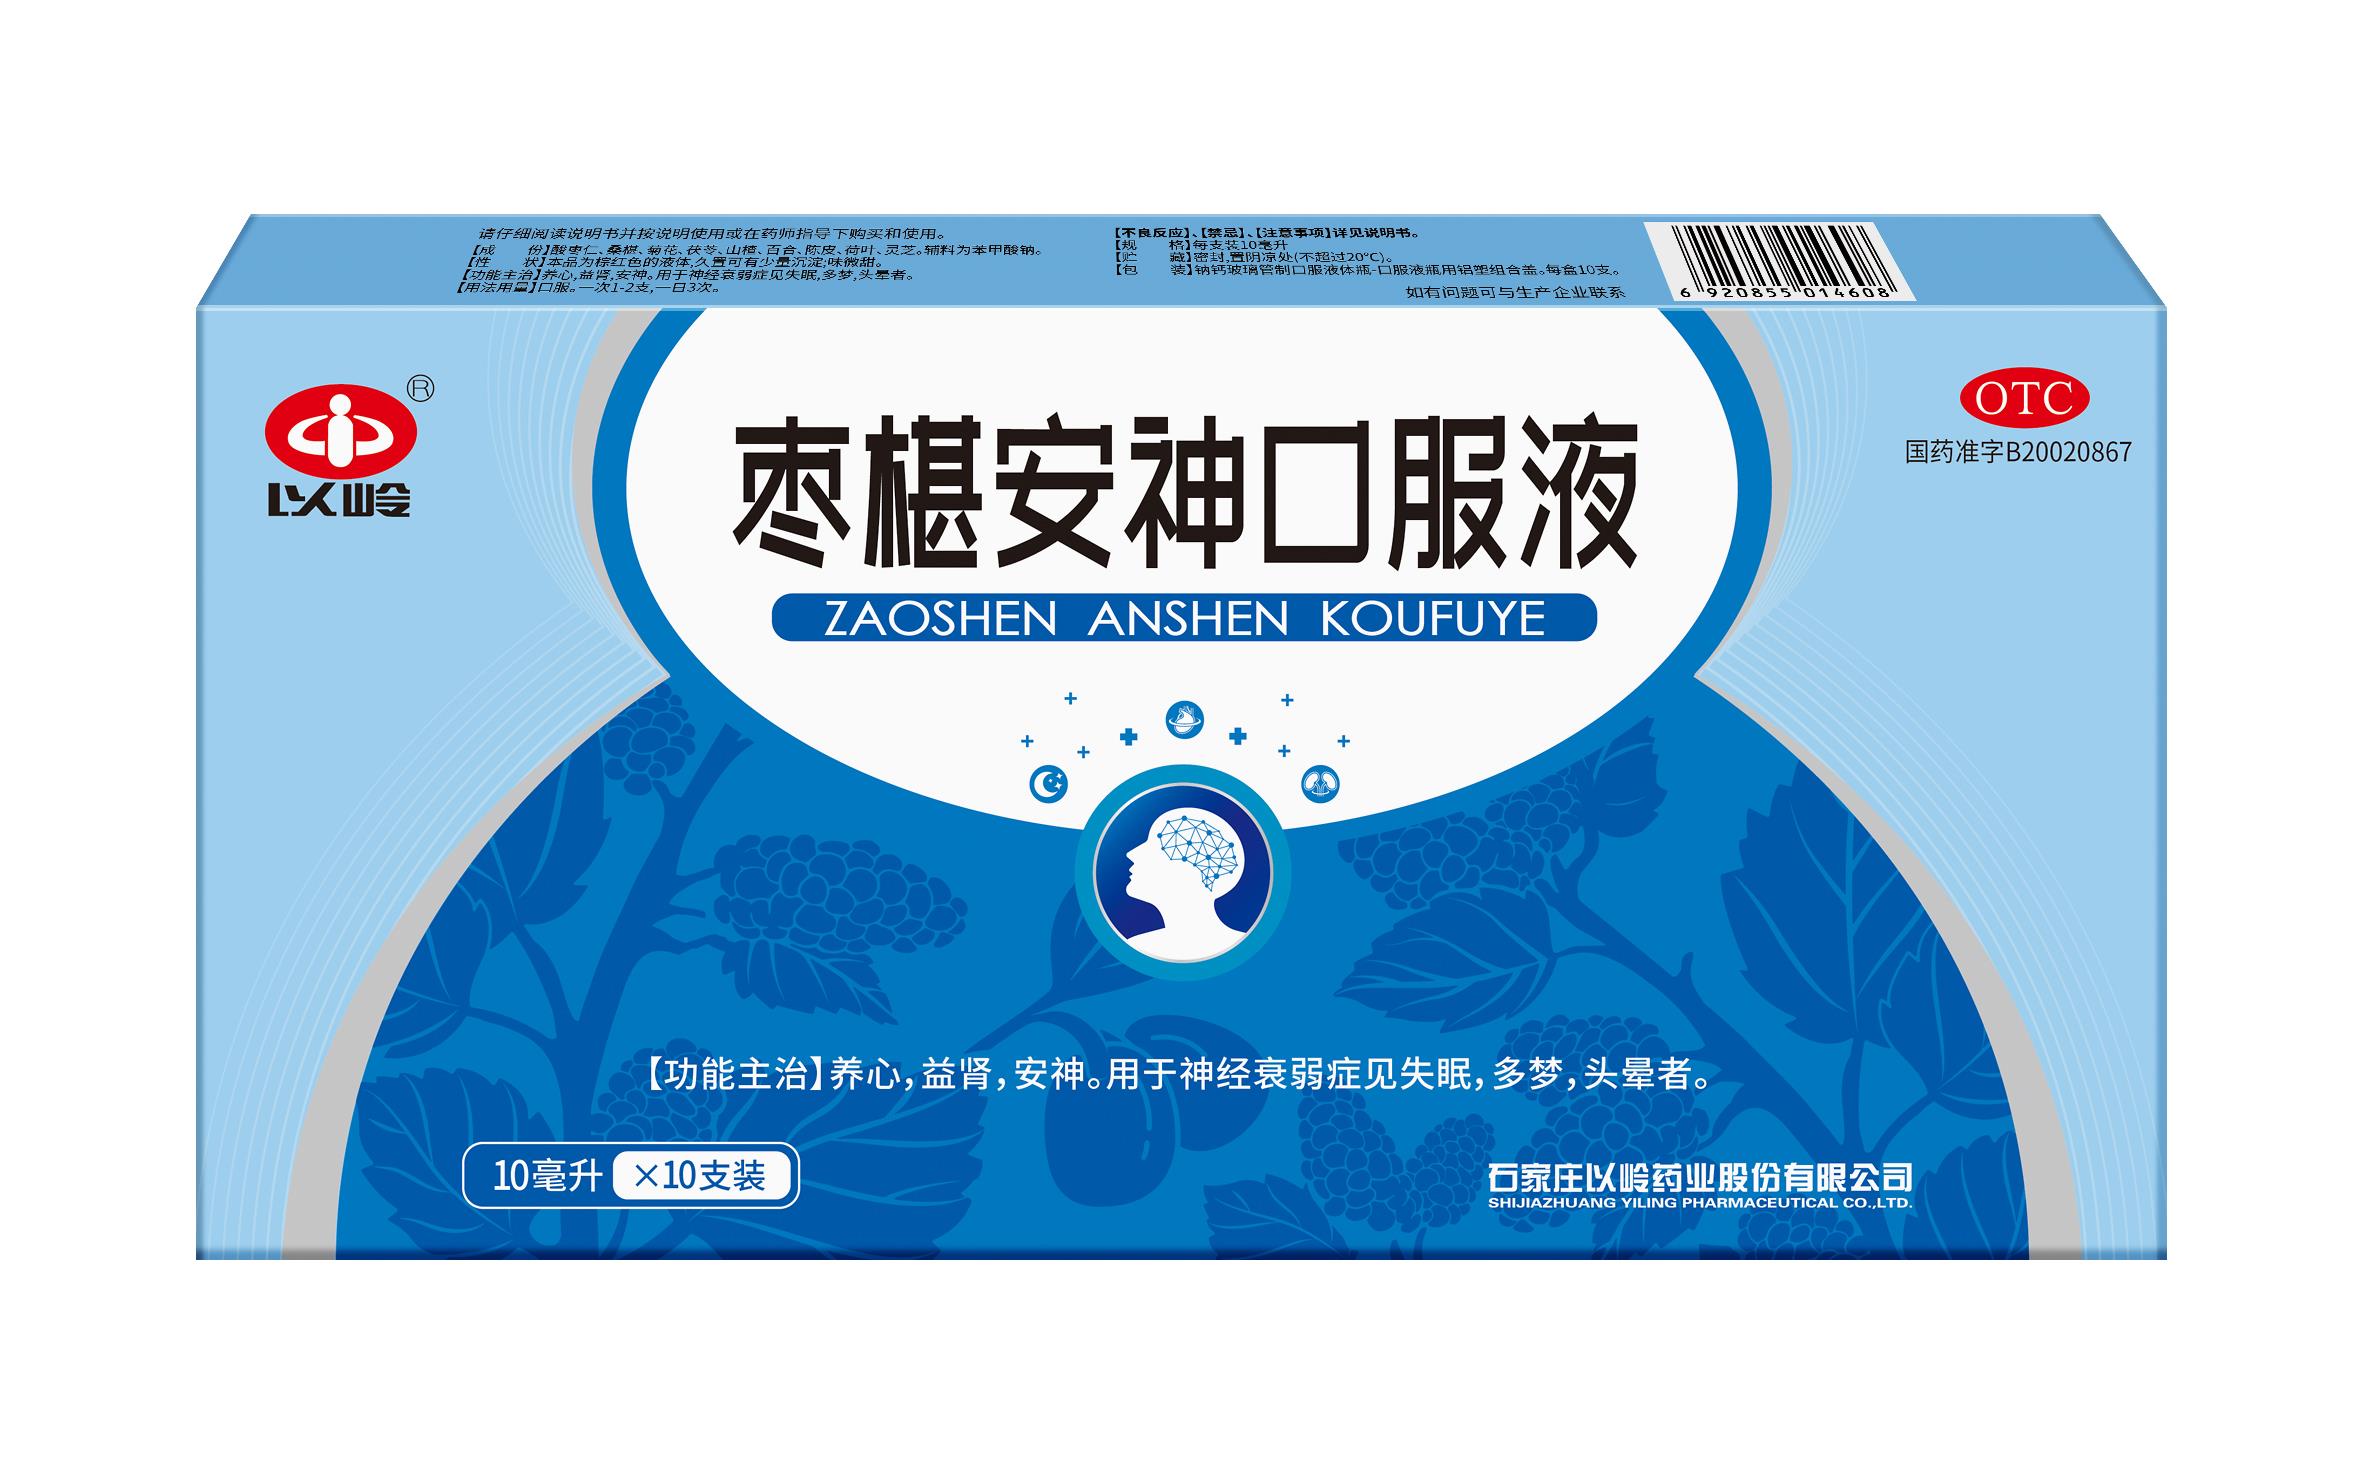 请仔细阅读说明书并按说明使用或在药师指导下购买和使用。
【成 份】酸枣仁、桑椹、菊花、茯苓、山楂、百合、陈皮、荷叶、灵芝。辅料为苯甲酸钠。
【性 状】本品为棕红色的液体,久置可有少量沉淀;味微甜。
【功能主治】养心,益肾,安神。用于神经衰弱症见失眠,多梦,头晕者。
【用法用量】口服。一次1-2支,一日3次。
【不良反应】、【禁忌】、【注意事项】详见说明书。
【规 格】每支装10毫升
【贮 藏】密封,置阴凉处(不超过20°C)。
【包 装】钠钙玻璃管制口服液体瓶-口服液瓶用铝塑组合盖。每盒10支。
如有问题可与生产企业联系
6 920855 014608
®
以岭
OTC
国药准字B20020867
枣椹安神口服液
ZAOSHEN ANSHEN KOUFUYE
【功能主治】养心,益肾,安神。用于神经衰弱症见失眠,多梦,头晕者。
10毫升 ×10支装
石家庄以岭药业股份有限公司
SHIJIAZHUANG YILING PHARMACEUTICAL CO.,LTD.